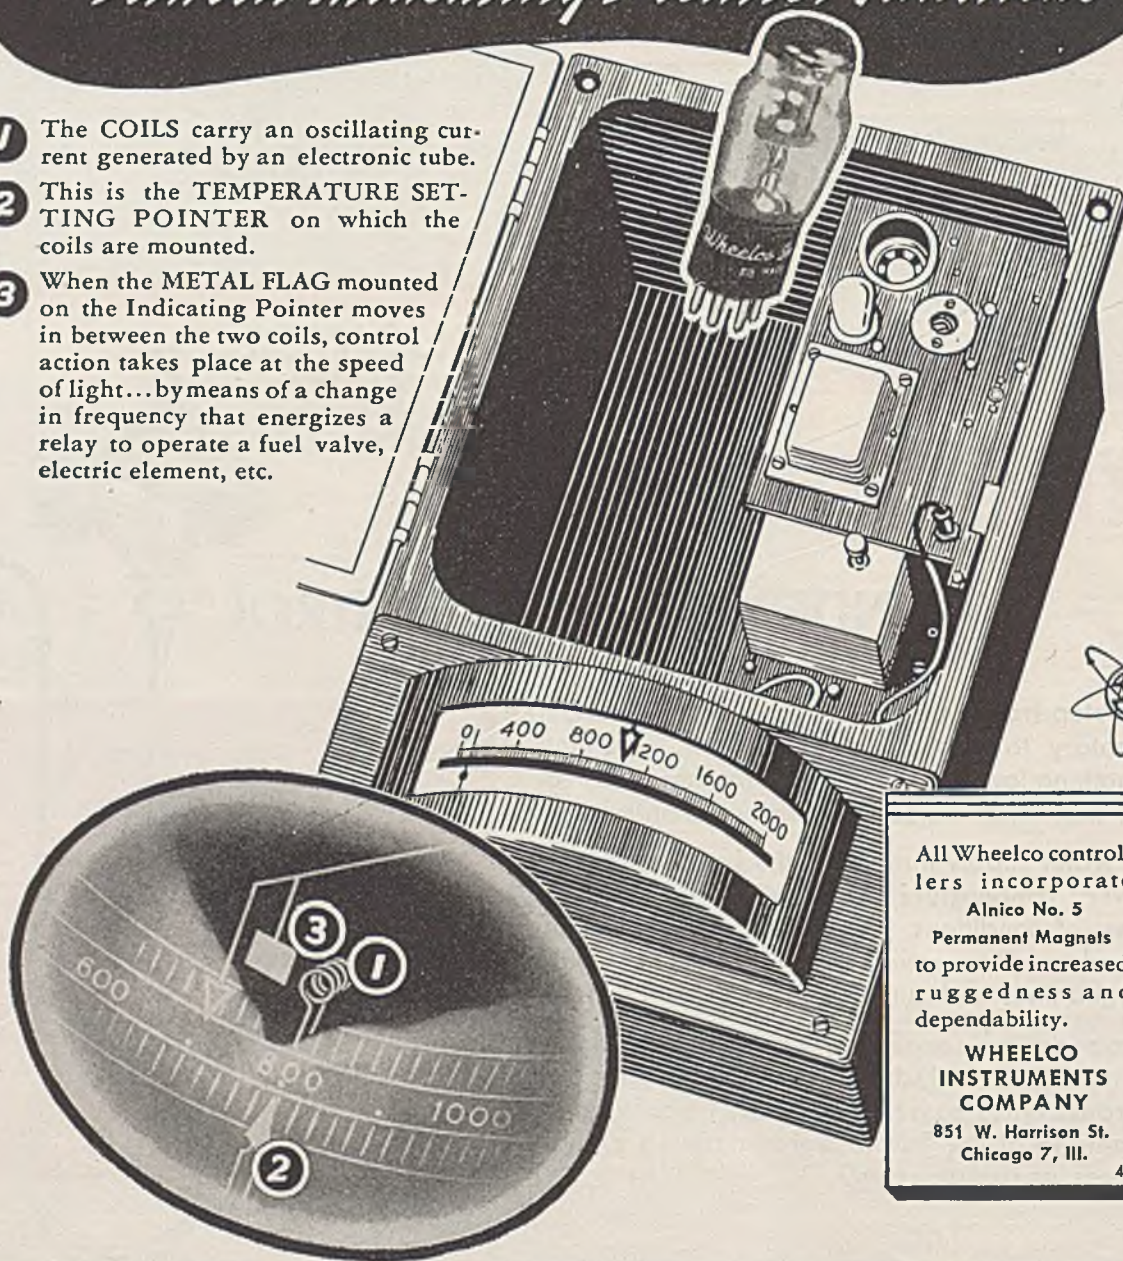 1 The COILS carry an oscillating cur-
rent generated by an electronic tube.
2 This is the TEMPERATURE SET-
TING POINTER on which the
coils are mounted.
3 When the METAL FLAG mounted
on the Indicating Pointer moves
in between the two coils, control
action takes place at the speed
of light...by means of a change
in frequency that energizes a
relay to operate a fuel valve,
electric element, etc.
Wheelco
0 400 800 1200 1600 2000
3
1
600 800 1000
2
All Wheelco control-
lers incorporate
Alnico No. 5
Permanent Magnets
to provide increased
ruggedness and
dependability.
WHEELCO
INSTRUMENTS
COMPANY
851 W. Harrison St.
Chicago 7, Ill.